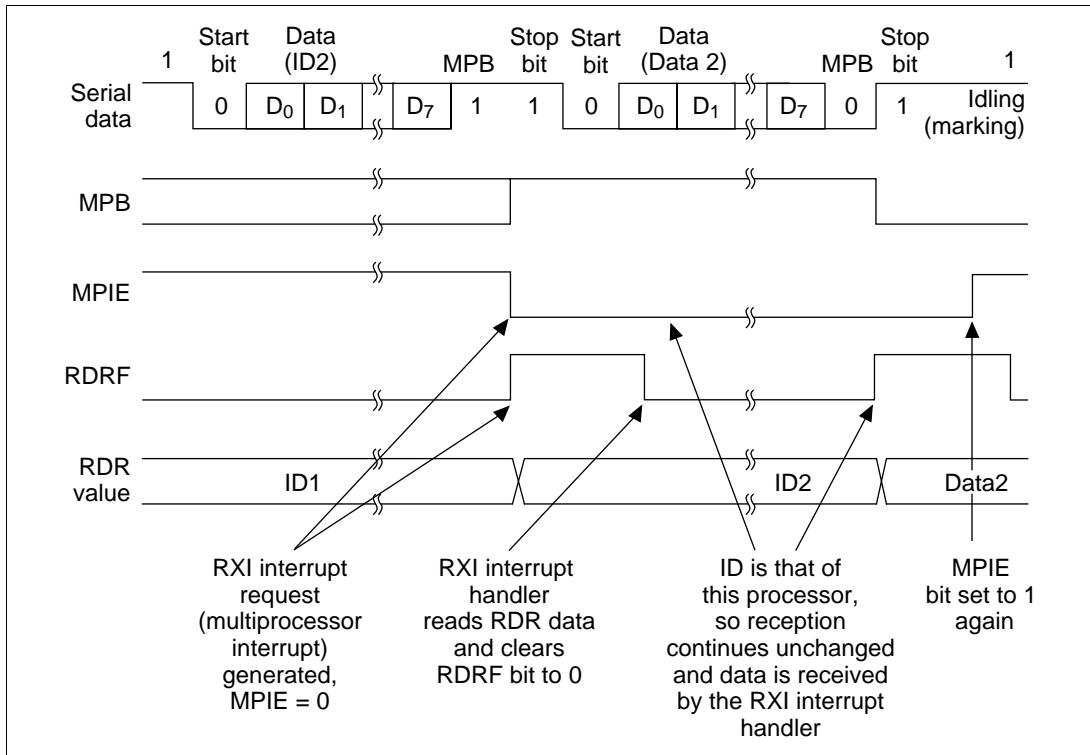 1 Start bit Data (ID2) MPB Stop bit Start bit Data (Data 2) MPB Stop bit 1
Serial data 0 D0 D1 D7 1 1 0 D0 D1 D7 0 1 Idling (marking)
MPB
MPIE
RDRF
RDR value ID1 ID2 Data2
RXI interrupt
request
(multiprocessor
interrupt)
generated,
MPIE = 0
RXI interrupt
handler
reads RDR data
and clears
RDRF bit to 0
ID is that of
this processor,
so reception
continues unchanged
and data is received
by the RXI interrupt
handler
MPIE
bit set to 1
again